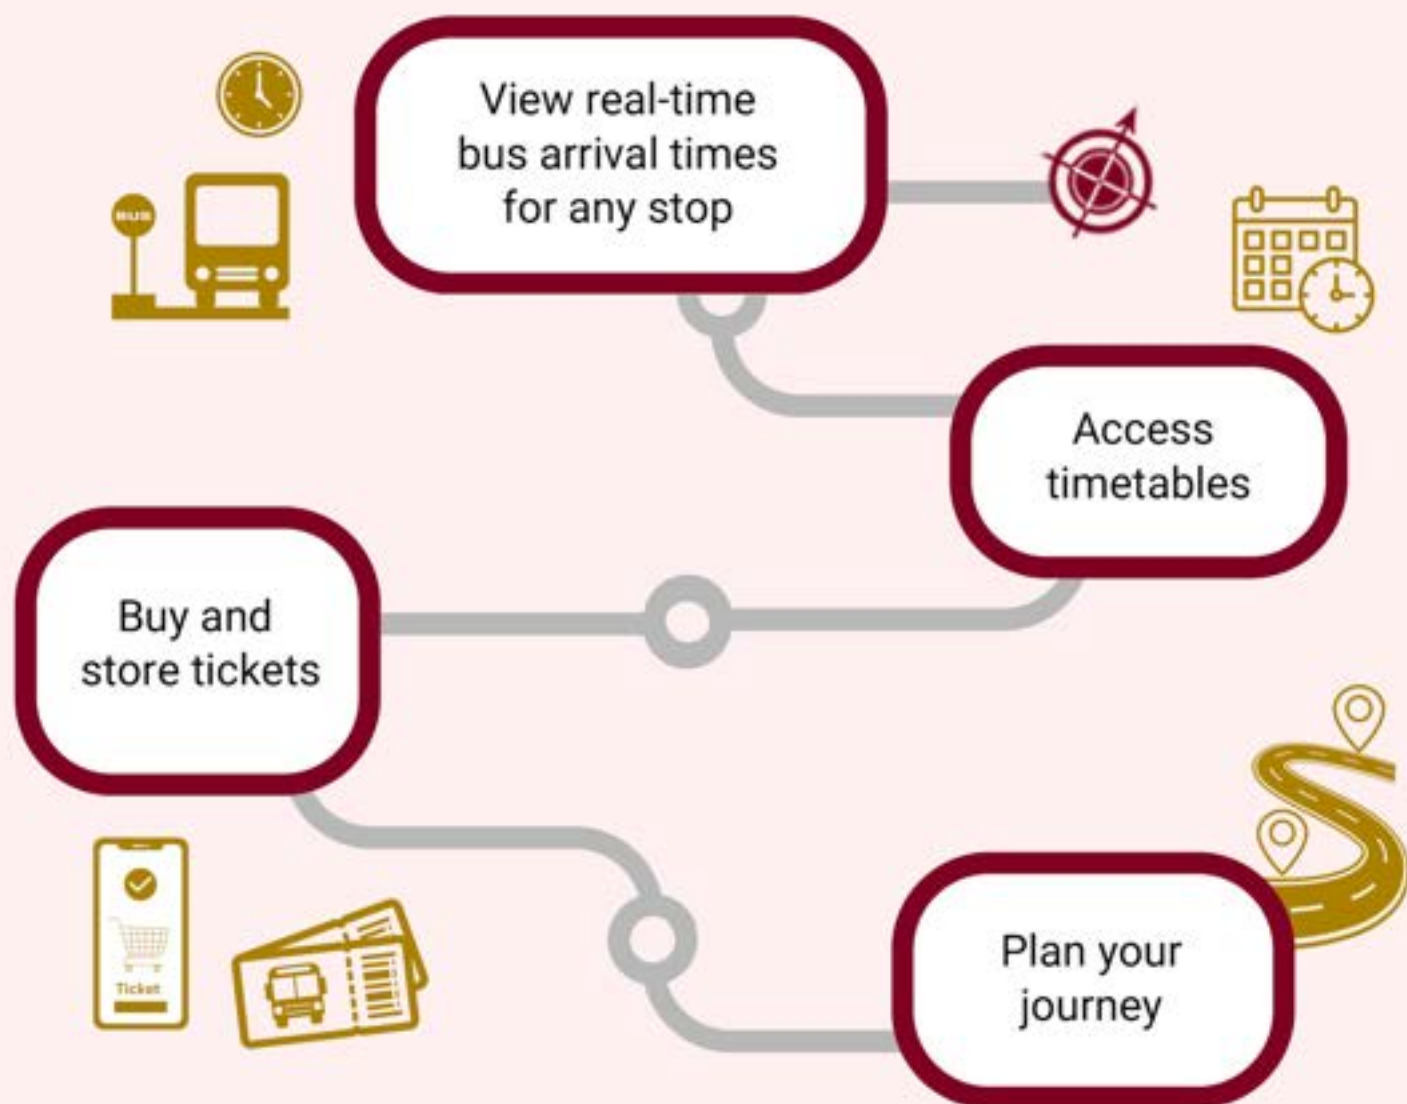 View real-time
bus arrival times
for any stop
BUS
Access
timetables
Buy and
store tickets
Ticket
Plan your
journey